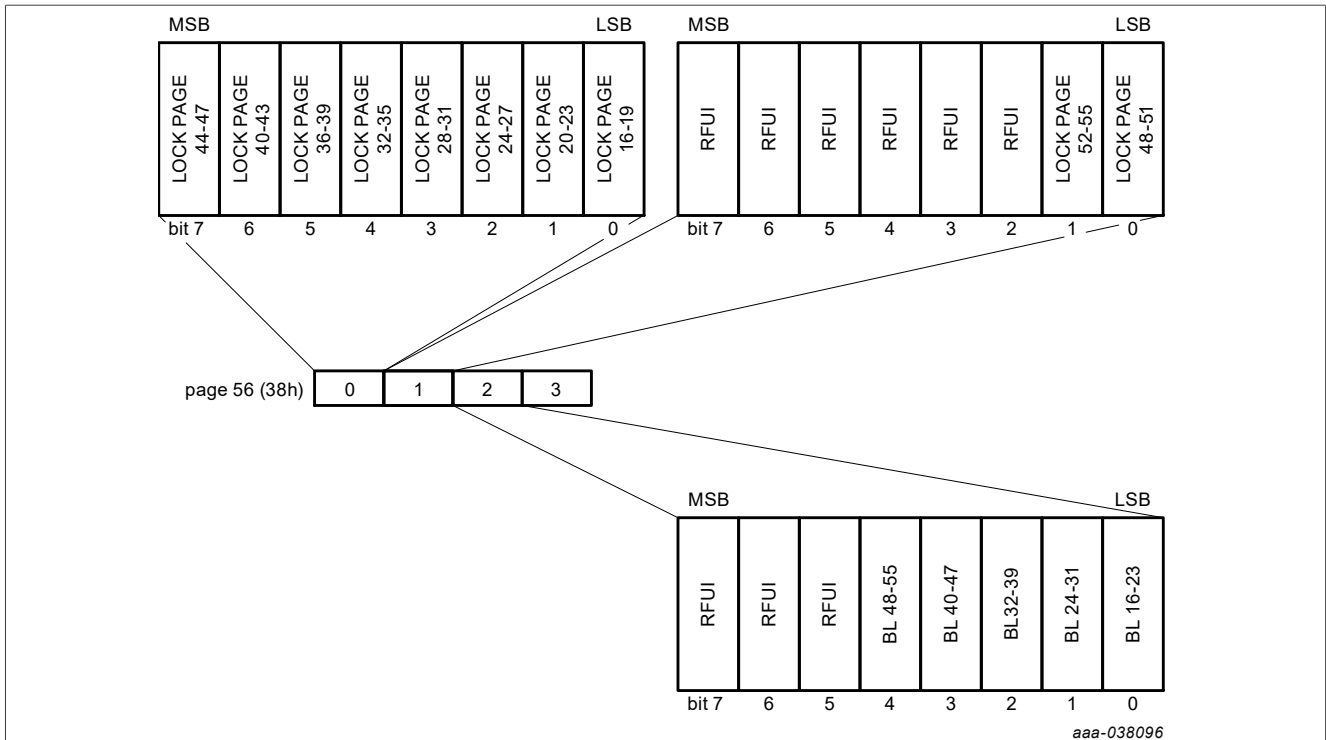 MSB LSB
LOCK PAGE
44-47
LOCK PAGE
40-43
LOCK PAGE
36-39
LOCK PAGE
32-35
LOCK PAGE
28-31
LOCK PAGE
24-27
LOCK PAGE
20-23
LOCK PAGE
16-19
bit 7 6 5 4 3 2 1 0
MSB LSB
RFUI
RFUI
RFUI
RFUI
RFUI
RFUI
LOCK PAGE
52-55
LOCK PAGE
48-51
bit 7 6 5 4 3 2 1 0
page 56 (38h) 0 1 2 3
MSB LSB
RFUI
RFUI
RFUI
BL 48-55
BL 40-47
BL32-39
BL 24-31
BL 16-23
bit 7 6 5 4 3 2 1 0
aaa-038096